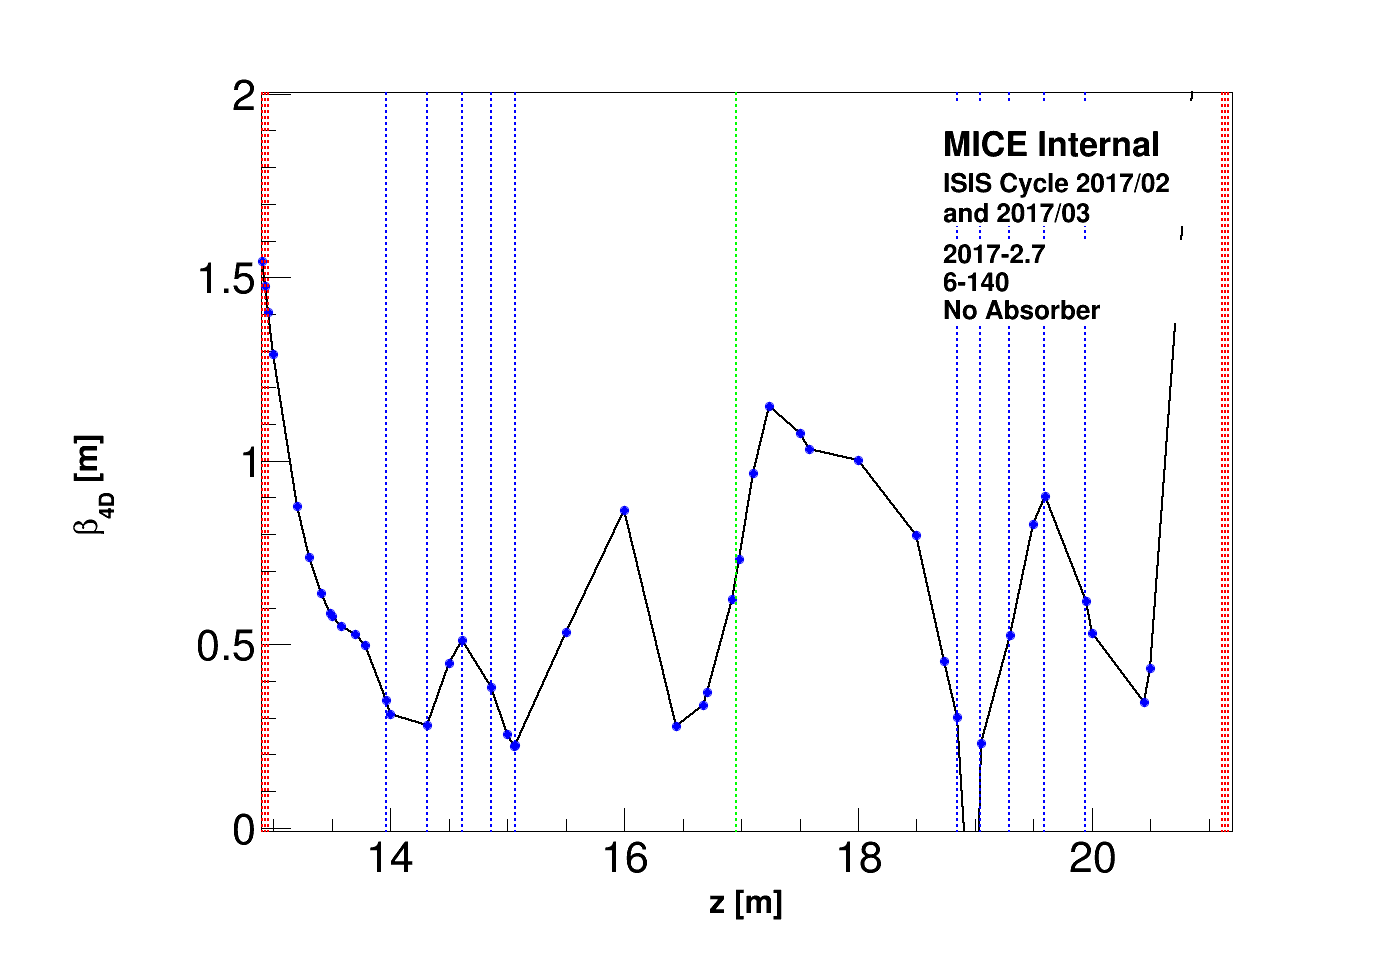 2
1.5
1
0.5
0
β4D [m]
MICE Internal
ISIS Cycle 2017/02
and 2017/03
2017-2.7
6-140
No Absorber
14 16 18 20
z [m]